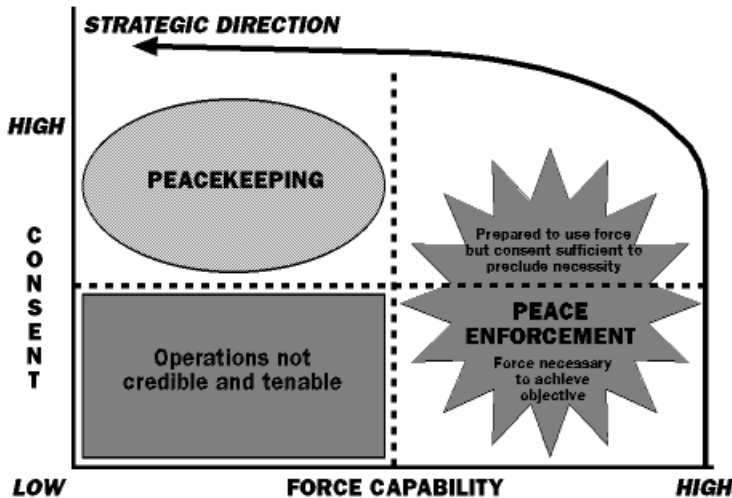 STRATEGIC DIRECTION
HIGH
PEACEKEEPING
Prepared to use force
but consent sufficient to
preclude necessity
CONSENT
PEACE
ENFORCEMENT
Operations not
credible and tenable
Force necessary
to achieve
objective
LOW
FORCE CAPABILITY
HIGH